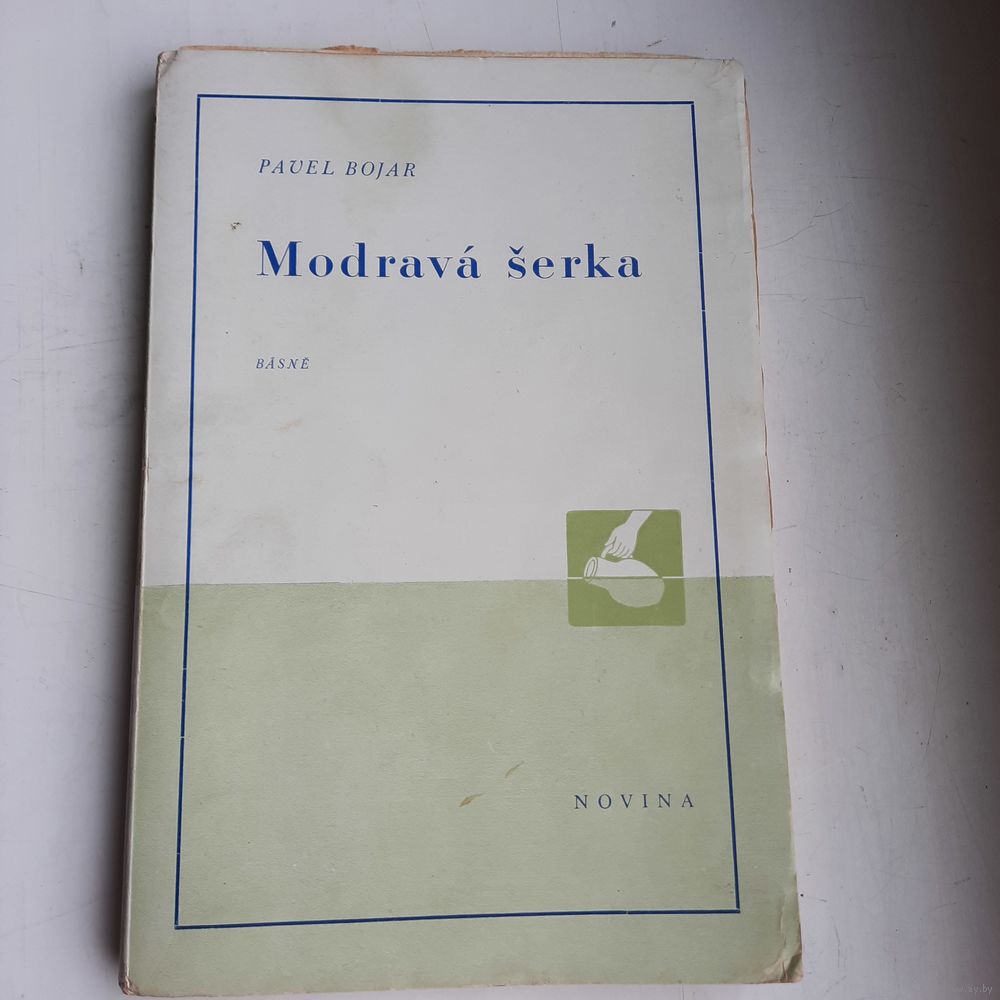 PAVEL BOJAR
Modravá šerka
BÁSNĚ
NOVINA